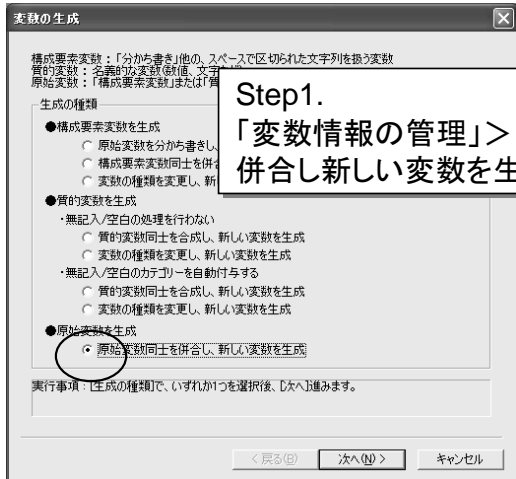 変数の生成
構成要素変数：「分かち書き」他の、スペースで区切られた文字列を扱う変数
質的変数：名義的な変数(数値、文字
原始変数：「構成要素変数」または「質
Step1.
「変数情報の管理」＞
併合し新しい変数を生
生成の種類
●構成要素変数を生成
原始変数を分かち書きし、
構成要素変数同士を併合
変数の種類を変更し、新
●質的変数を生成
・無記入/空白の処理を行わない
質的変数同士を合成し、新しい変数を生成
変数の種類を変更し、新しい変数を生成
・無記入/空白のカテゴリーを自動付与する
質的変数同士を合成し、新しい変数を生成
変数の種類を変更し、新しい変数を生成
●原始変数を生成
原始変数同士を併合し、新しい変数を生成
実行事項：[生成の種類]で、いずれか1つを選択後、[次へ]進みます。
< 戻る(B)
次へ(N) >
キャンセル